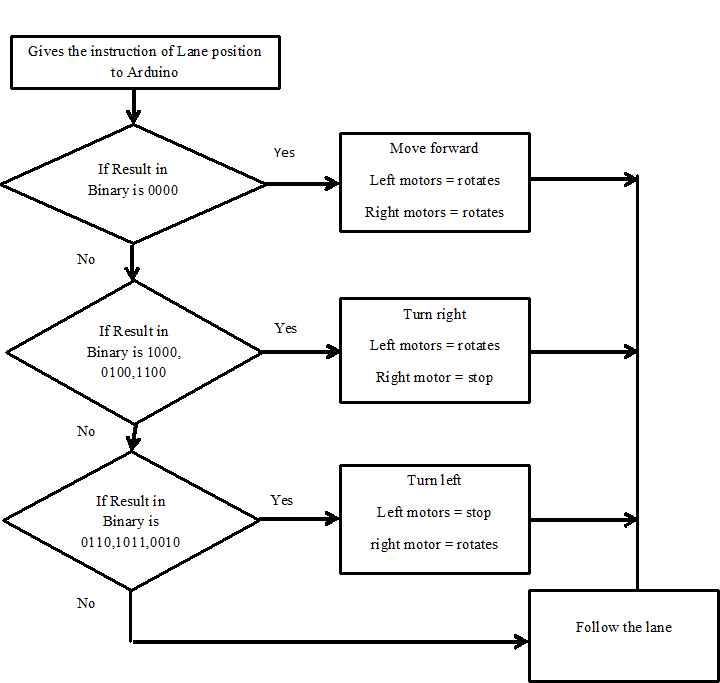 Gives the instruction of Lane position
to Arduino
If Result in
Binary is 0000
Yes
Move forward
Left motors = rotates
Right motors = rotates
No
If Result in
Binary is 1000,
0100,1100
Yes
Turn right
Left motors = rotates
Right motor = stop
No
If Result in
Binary is
0110,1011,0010
Yes
Turn left
Left motors = stop
right motor = rotates
No
Follow the lane